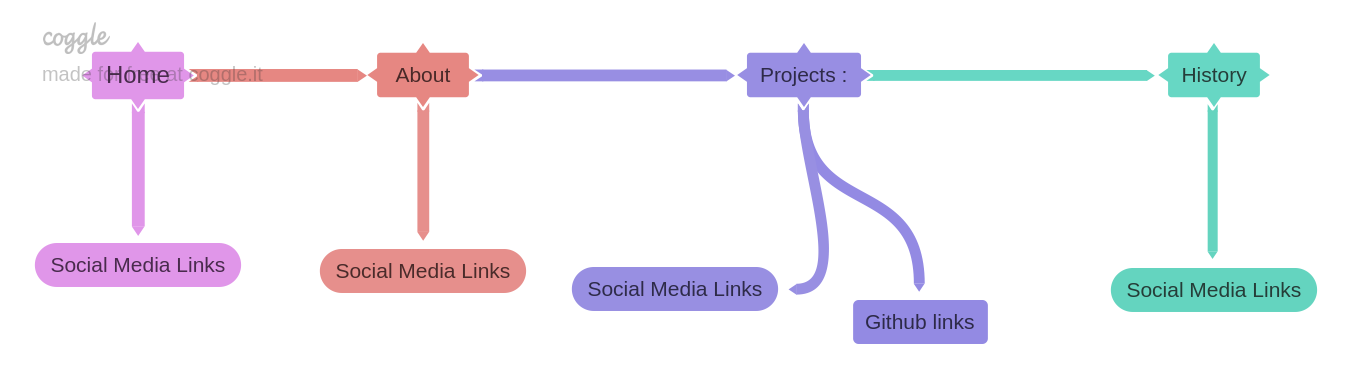 coggle
made for free at coggle.it
Home
About
Projects :
History
Social Media Links
Social Media Links
Social Media Links
Github links
Social Media Links